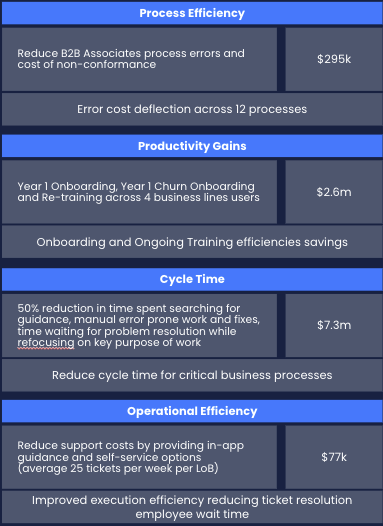 Process Efficiency
Reduce B2B Associates process errors and
cost of non-conformance
$295k
Error cost deflection across 12 processes
Productivity Gains
Year 1 Onboarding, Year 1 Churn Onboarding
and Re-training across 4 business lines users
$2.6m
Onboarding and Ongoing Training efficiencies savings
Cycle Time
50% reduction in time spent searching for
guidance, manual error prone work and fixes,
time waiting for problem resolution while
refocusing on key purpose of work
$7.3m
Reduce cycle time for critical business processes
Operational Efficiency
Reduce support costs by providing in-app
guidance and self-service options
(average 25 tickets per week per LoB)
$77k
Improved execution efficiency reducing ticket resolution
employee wait time